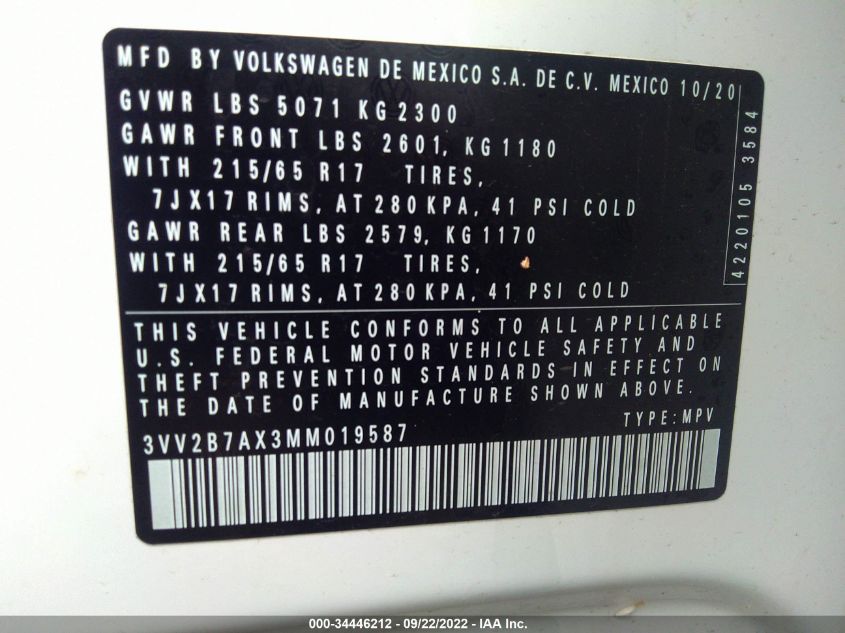 MFD BY VOLKSWAGEN DE MEXICO S.A. DE C.V. MEXICO 10/20
GVWR LBS 5071 KG 2300
GAWR FRONT LBS 2601, KG 1180
WITH 215/65 R17 TIRES,
7JX17 RIMS, AT 280 KPA, 41 PSI COLD
GAWR REAR LBS 2579, KG 1170
WITH 215/65 R17 TIRES,
7JX17 RIMS, AT 280 KPA, 41 PSI COLD
4220105 3584
THIS VEHICLE CONFORMS TO ALL APPLICABLE
U.S. FEDERAL MOTOR VEHICLE SAFETY AND
THEFT PREVENTION STANDARDS IN EFFECT ON
THE DATE OF MANUFACTURE SHOWN ABOVE.
TYPE: MPV
3VV2B7AX3MM019587
000-34446212 - 09/22/2022 - IAA Inc.